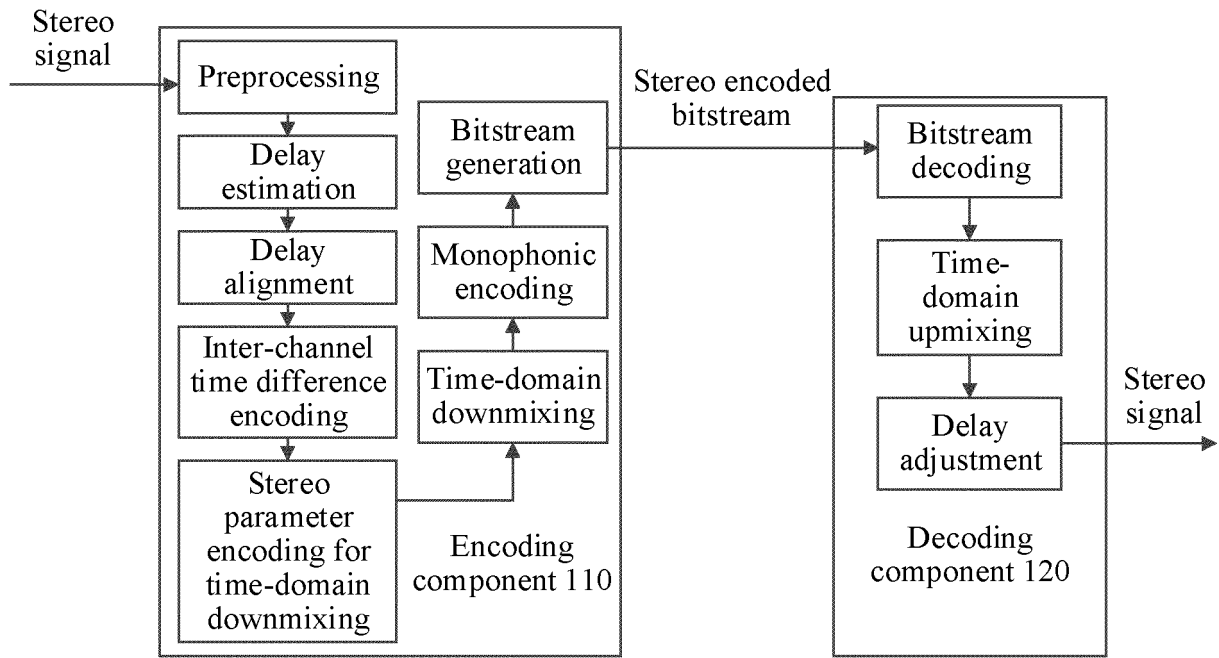 Stereo
signal
Preprocessing
Delay
estimation
Delay
alignment
Inter-channel
time difference
encoding
Stereo
parameter
encoding for
time-domain
downmixing
Bitstream
generation
Monophonic
encoding
Time-domain
downmixing
Encoding
component 110
Stereo encoded
bitstream
Bitstream
decoding
Time-
domain
upmixing
Delay
adjustment
Decoding
component 120
Stereo
signal